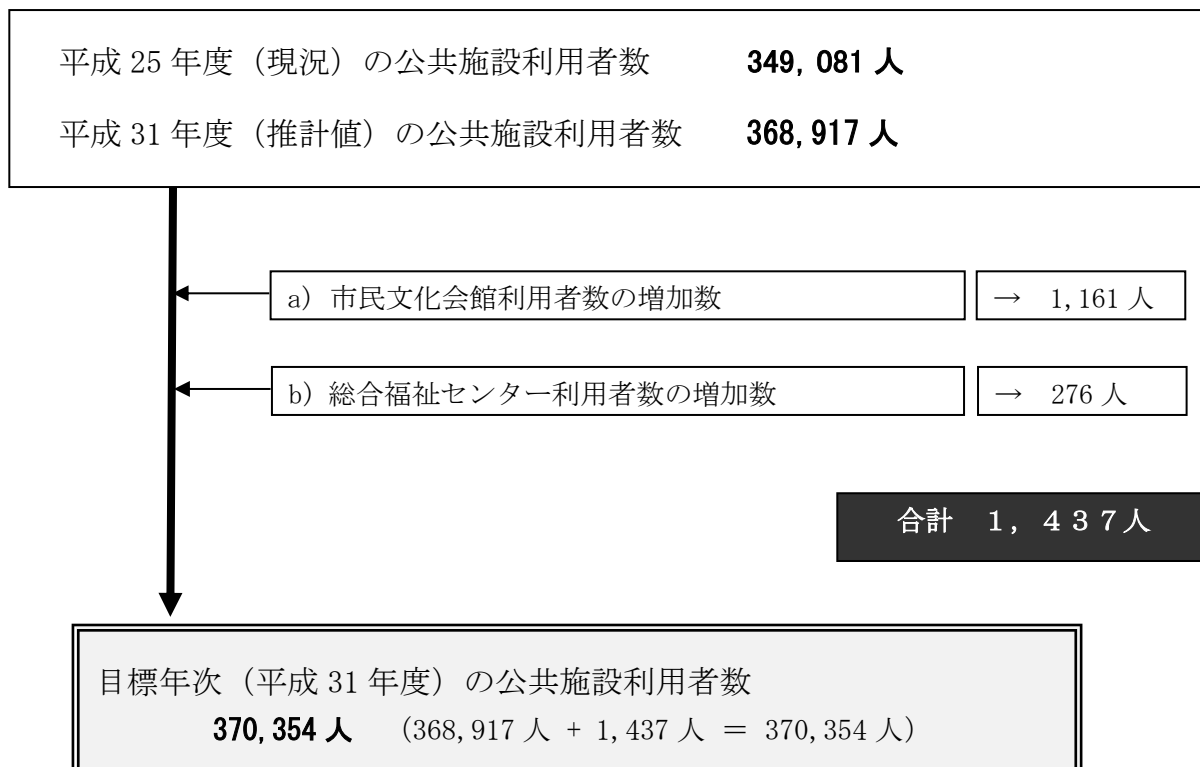 平成 25 年度（現況）の公共施設利用者数　349,081 人
平成 31 年度（推計値）の公共施設利用者数　368,917 人
a) 市民文化会館利用者数の増加数　→　1,161 人
b) 総合福祉センター利用者数の増加数　→　276 人
合計　１，４３７人
目標年次（平成 31 年度）の公共施設利用者数
370,354 人　（368,917 人 + 1,437 人 ＝ 370,354 人）